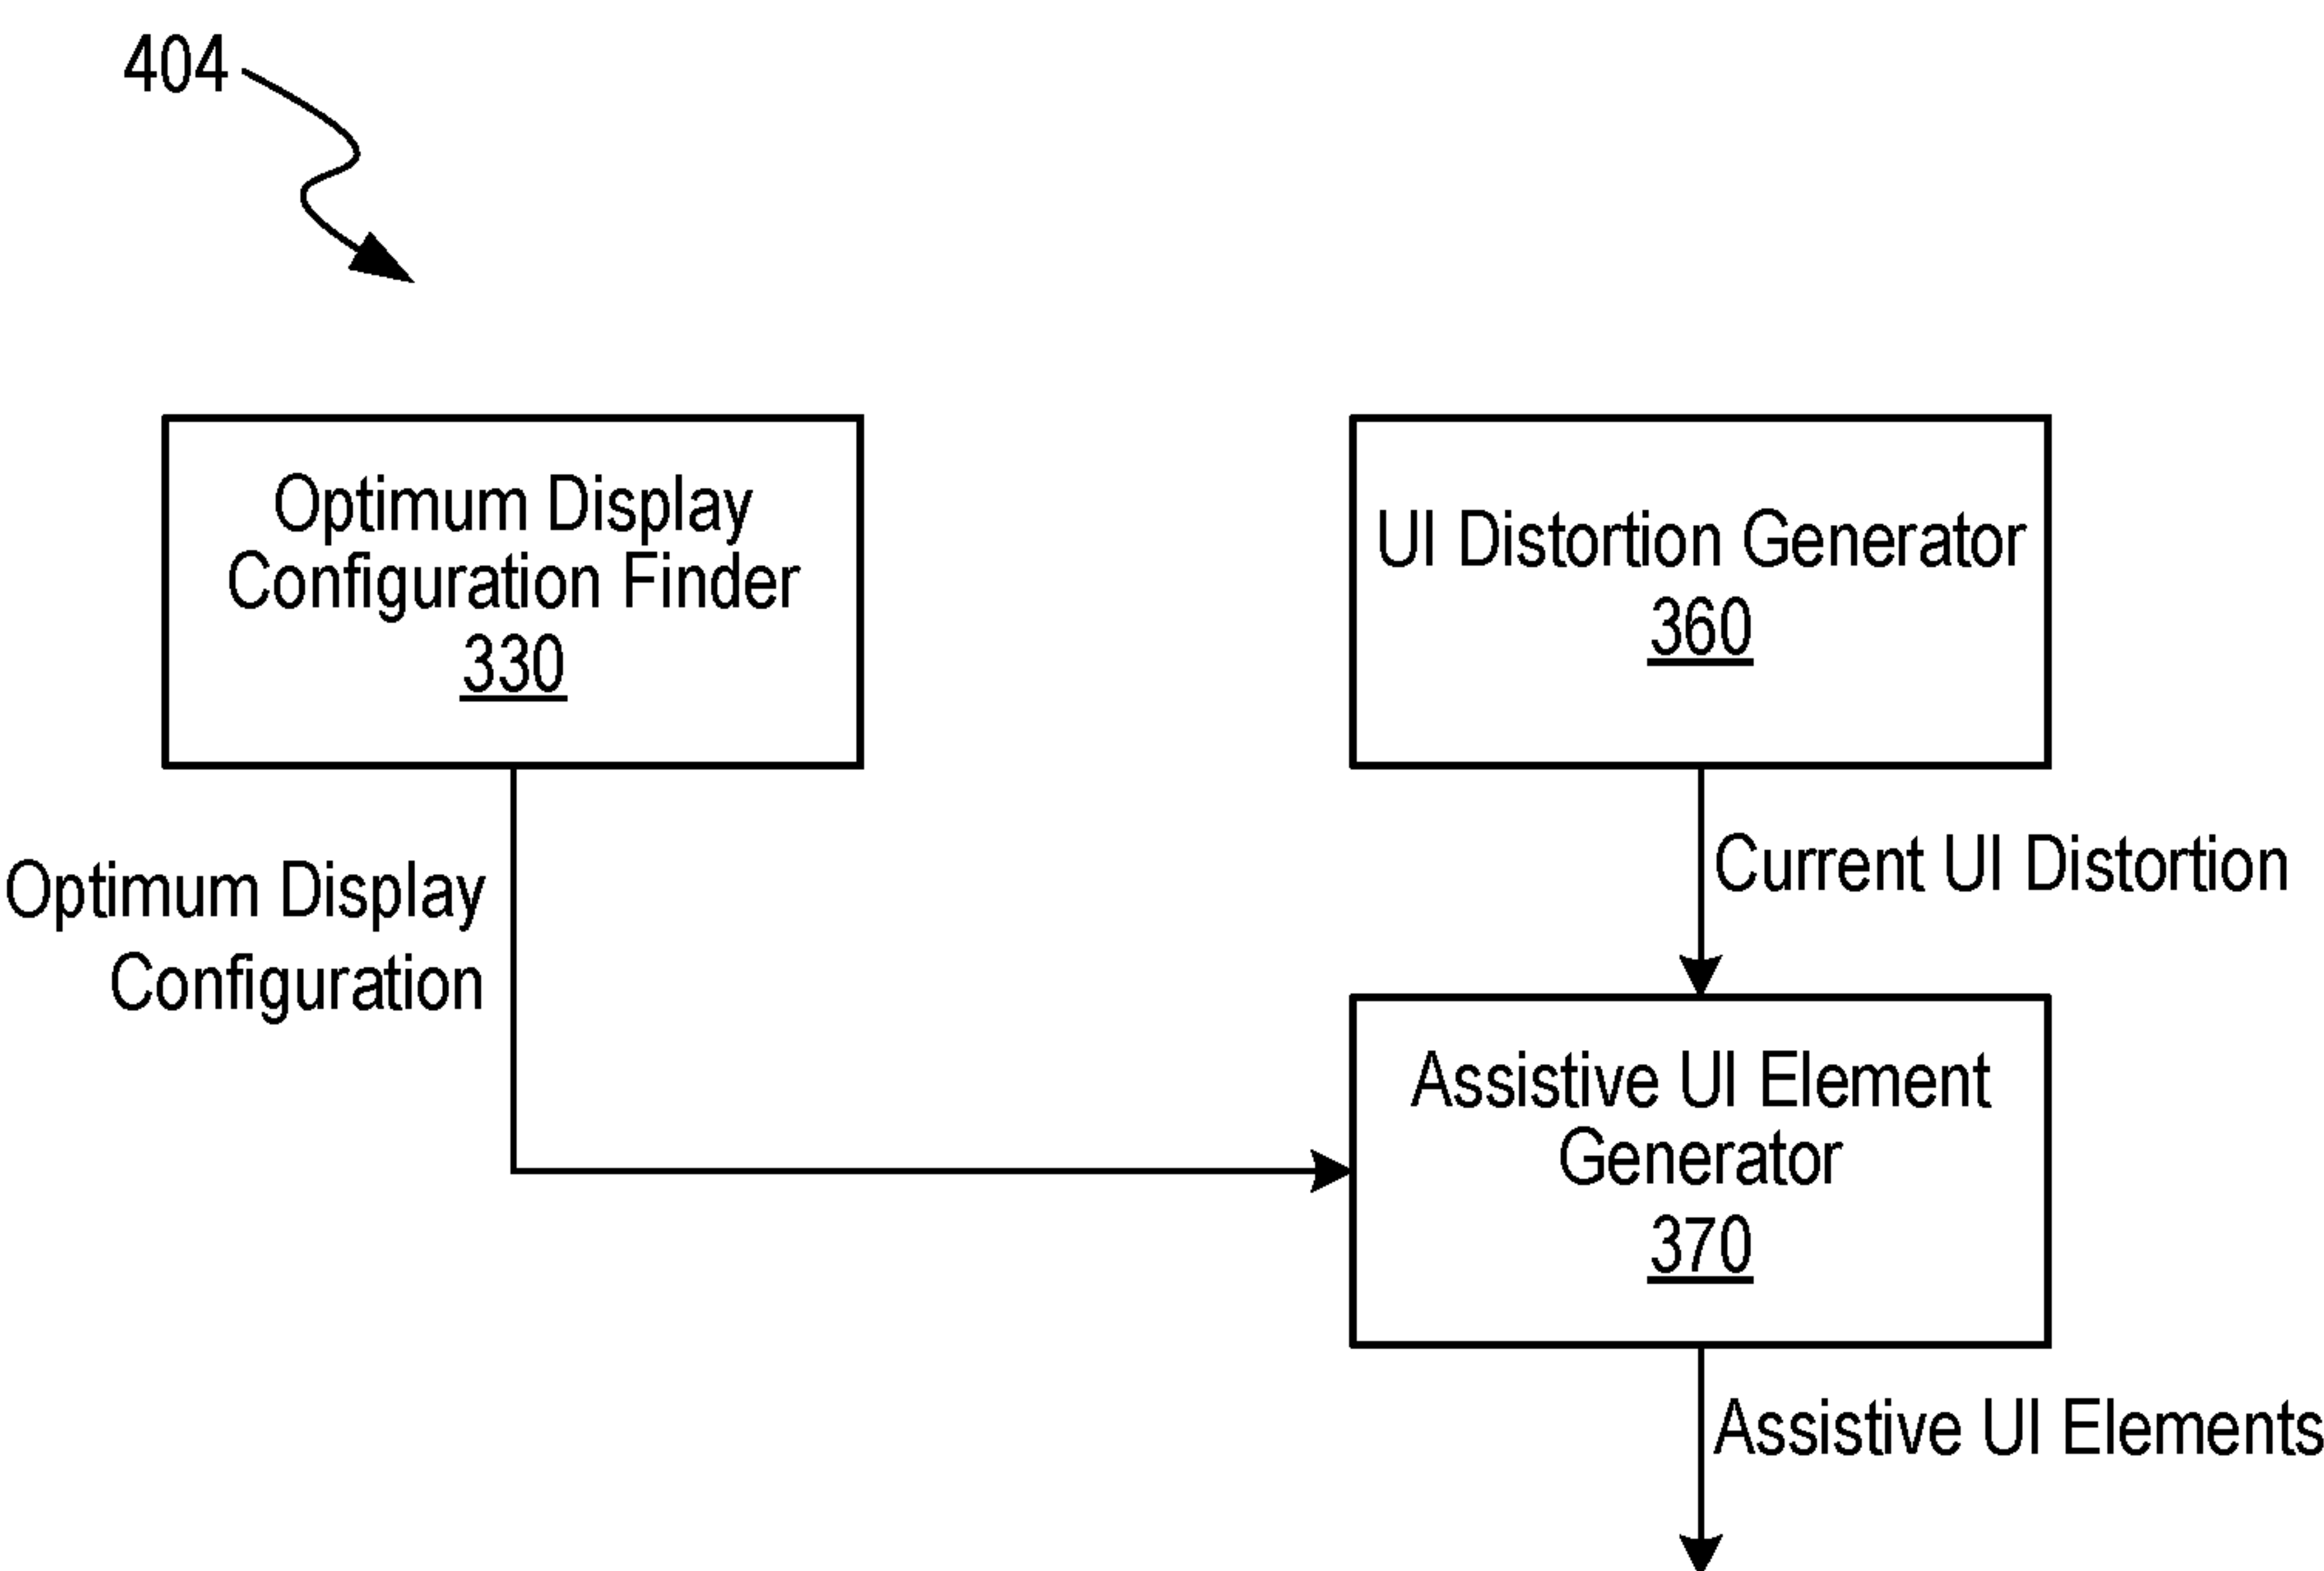 404
Optimum Display
Configuration Finder
330
UI Distortion Generator
360
Optimum Display
Configuration
Current UI Distortion
Assistive UI Element
Generator
370
Assistive UI Elements